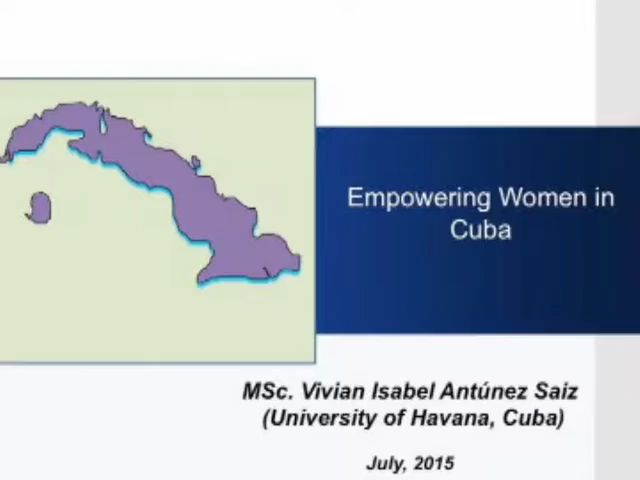 Empowering Women in
Cuba
MSc. Vivian Isabel Antúnez Saiz
(University of Havana, Cuba)
July, 2015